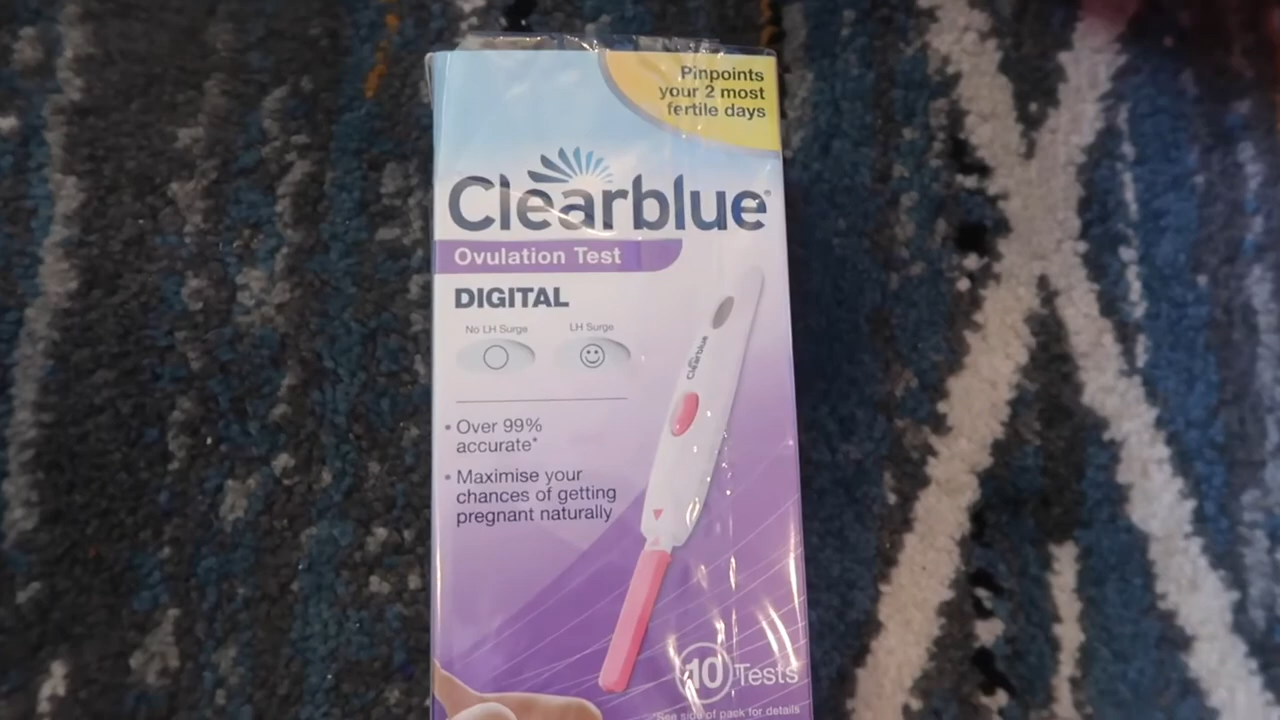 Pinpoints
your 2 most
fertile days
Clearblue®
Ovulation Test
DIGITAL
No LH Surge
LH Surge
Clearblue
• Over 99%
accurate*
• Maximise your
chances of getting
pregnant naturally
10 Tests
*See side of pack for details